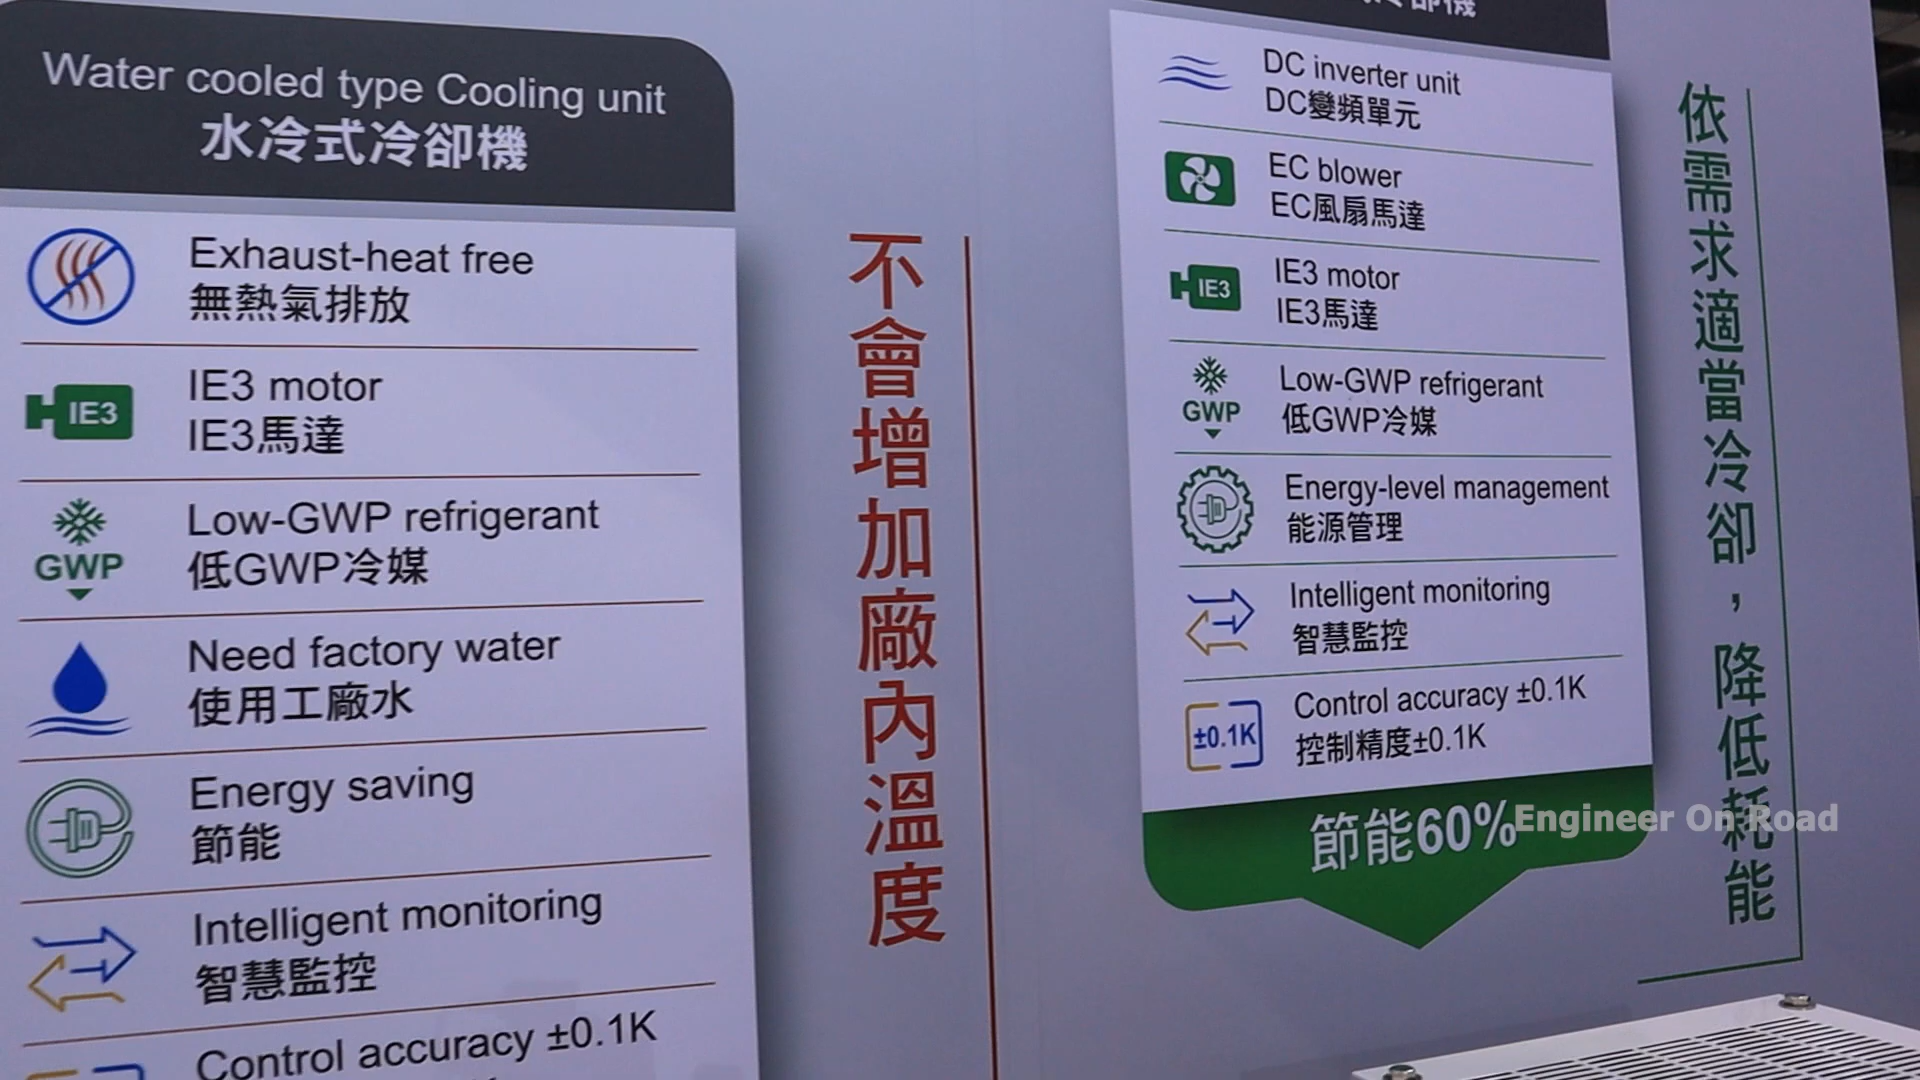 Water cooled type Cooling unit
水冷式冷卻機
Exhaust-heat free
無熱氣排放
IE3
IE3 motor
IE3馬達
GWP
Low-GWP refrigerant
低GWP冷媒
Need factory water
使用工廠水
Energy saving
節能
Intelligent monitoring
智慧監控
Control accuracy ±0.1K
不會增加廠內溫度
冷卻機
DC inverter unit
DC變頻單元
EC blower
EC風扇馬達
IE3
IE3 motor
IE3馬達
GWP
Low-GWP refrigerant
低GWP冷媒
Energy-level management
能源管理
Intelligent monitoring
智慧監控
±0.1K
Control accuracy ±0.1K
控制精度±0.1K
節能60%
依需求適當冷卻，降低耗能
Engineer On Road